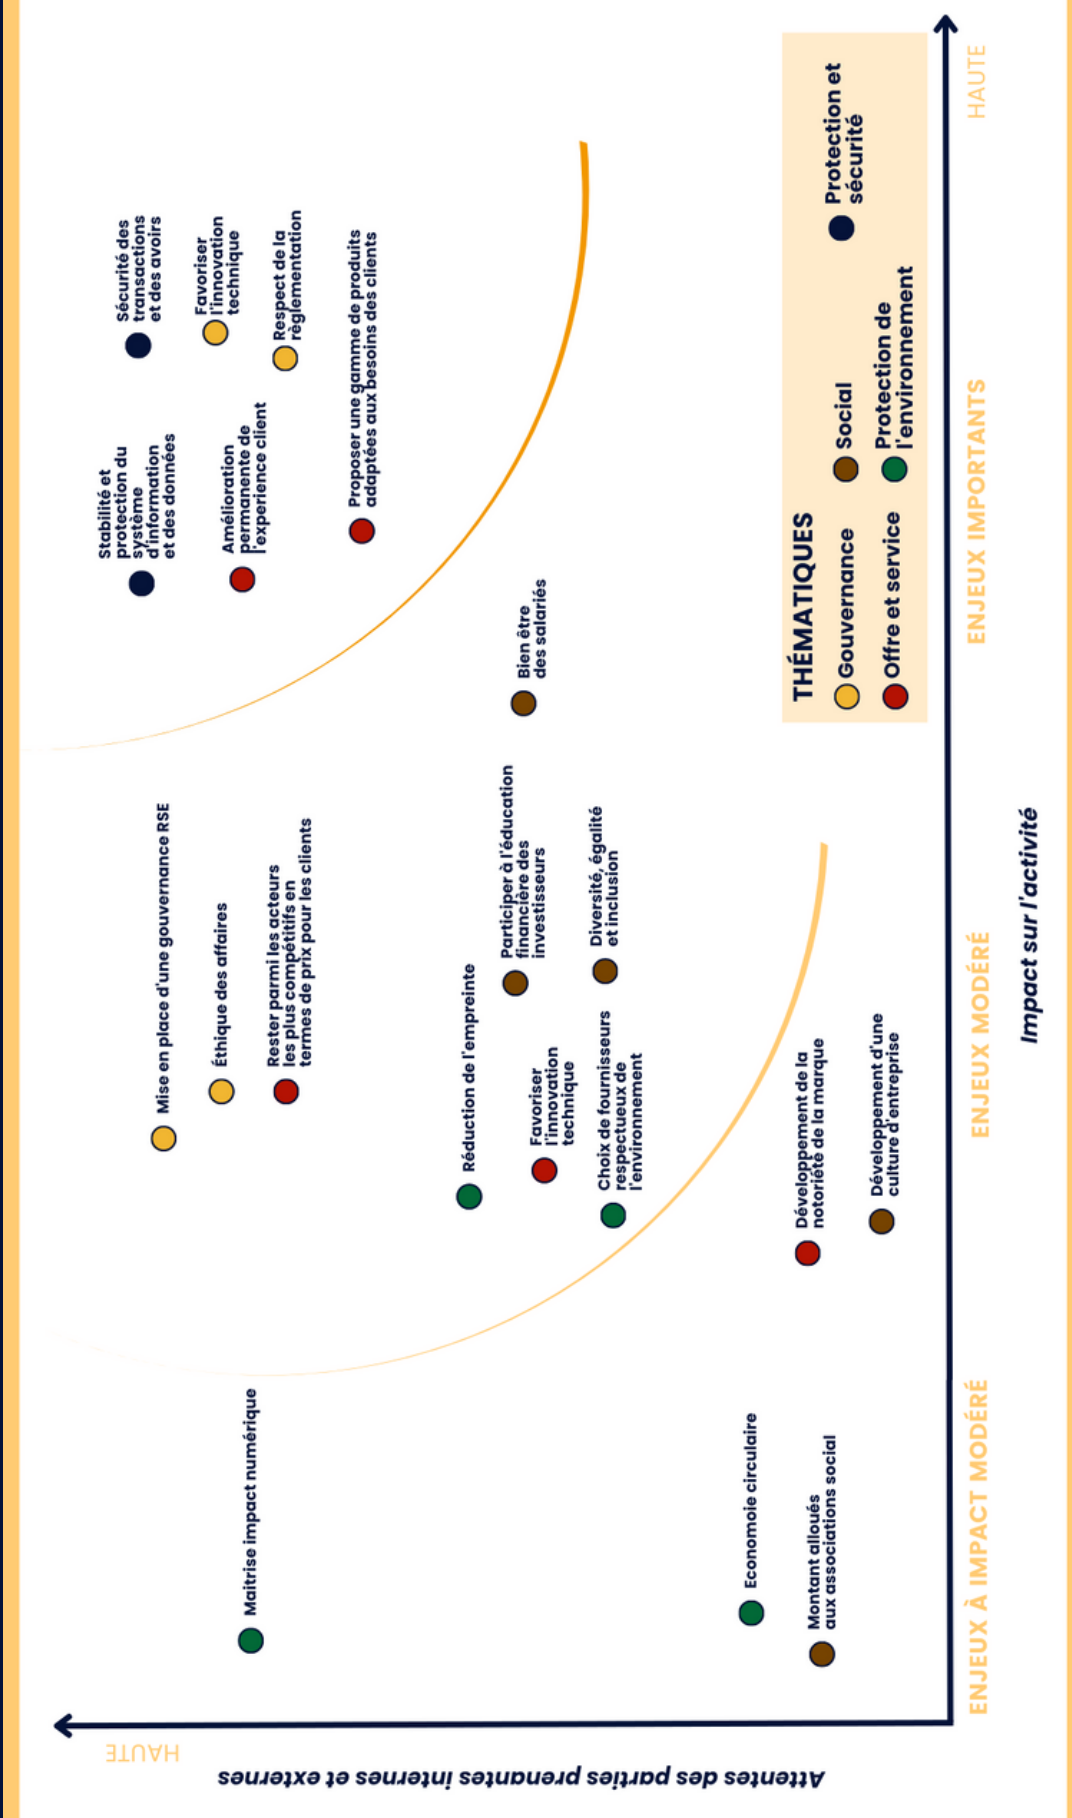 HAUTE
Attentes des parties prenantes internes et externes
Stabilité et
protection du
système
d'information
et des données
Sécurité des
transactions
et des avoirs
Favoriser
l'innovation
technique
Amélioration
permanente de
l'experience client
Respect de la
règlementation
Proposer une gamme de produits
adaptées aux besoins des clients
Mise en place d'une gouvernance RSE
Éthique des affaires
Rester parmi les acteurs
les plus compétitifs en
termes de prix pour les clients
Maitrise impact numérique
Réduction de l'empreinte
Participer à l'éducation
financière des
investisseurs
Bien être
des salariés
Favoriser
l'innovation
technique
Choix de fournisseurs
respectueux de
l'environnement
Diversité, égalité
et inclusion
Economoie circulaire
Montant alloués
aux associations social
Développement de la
notoriété de la marque
Développement d'une
culture d'entreprise
THÉMATIQUES
Gouvernance
Social
Protection et
sécurité
Offre et service
Protection de
l'environnement
ENJEUX À IMPACT MODÉRÉ
ENJEUX MODÉRÉ
ENJEUX IMPORTANTS
HAUTE
Impact sur l'activité